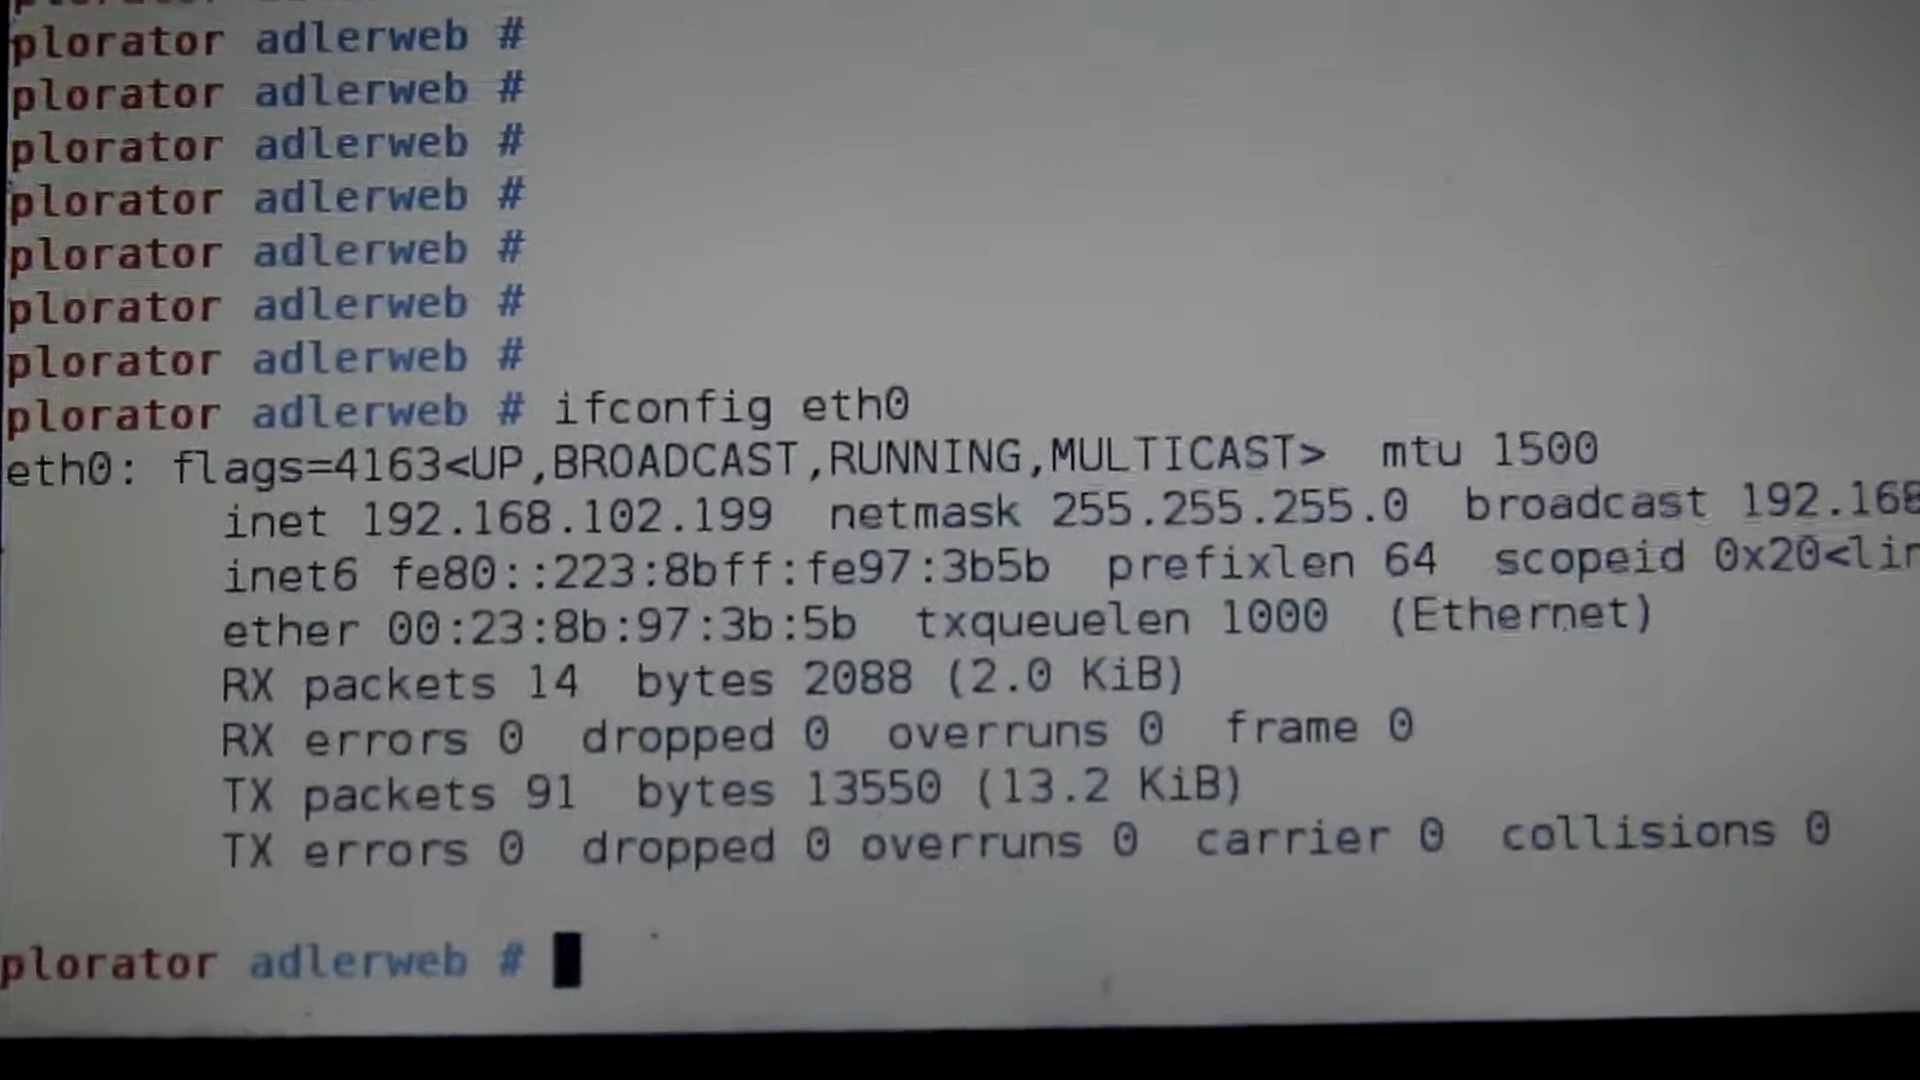 plorator adlerweb #
plorator adlerweb #
plorator adlerweb #
plorator adlerweb #
plorator adlerweb #
plorator adlerweb #
plorator adlerweb #
plorator adlerweb # ifconfig eth0
eth0: flags=4163<UP,BROADCAST,RUNNING,MULTICAST> mtu 1500
inet 192.168.102.199 netmask 255.255.255.0 broadcast 192.168
inet6 fe80::223:8bff:fe97:3b5b prefixlen 64 scopeid 0x20<lin
ether 00:23:8b:97:3b:5b txqueuelen 1000 (Ethernet)
RX packets 14 bytes 2088 (2.0 KiB)
RX errors 0 dropped 0 overruns 0 frame 0
TX packets 91 bytes 13550 (13.2 KiB)
TX errors 0 dropped 0 overruns 0 carrier 0 collisions 0
plorator adlerweb #